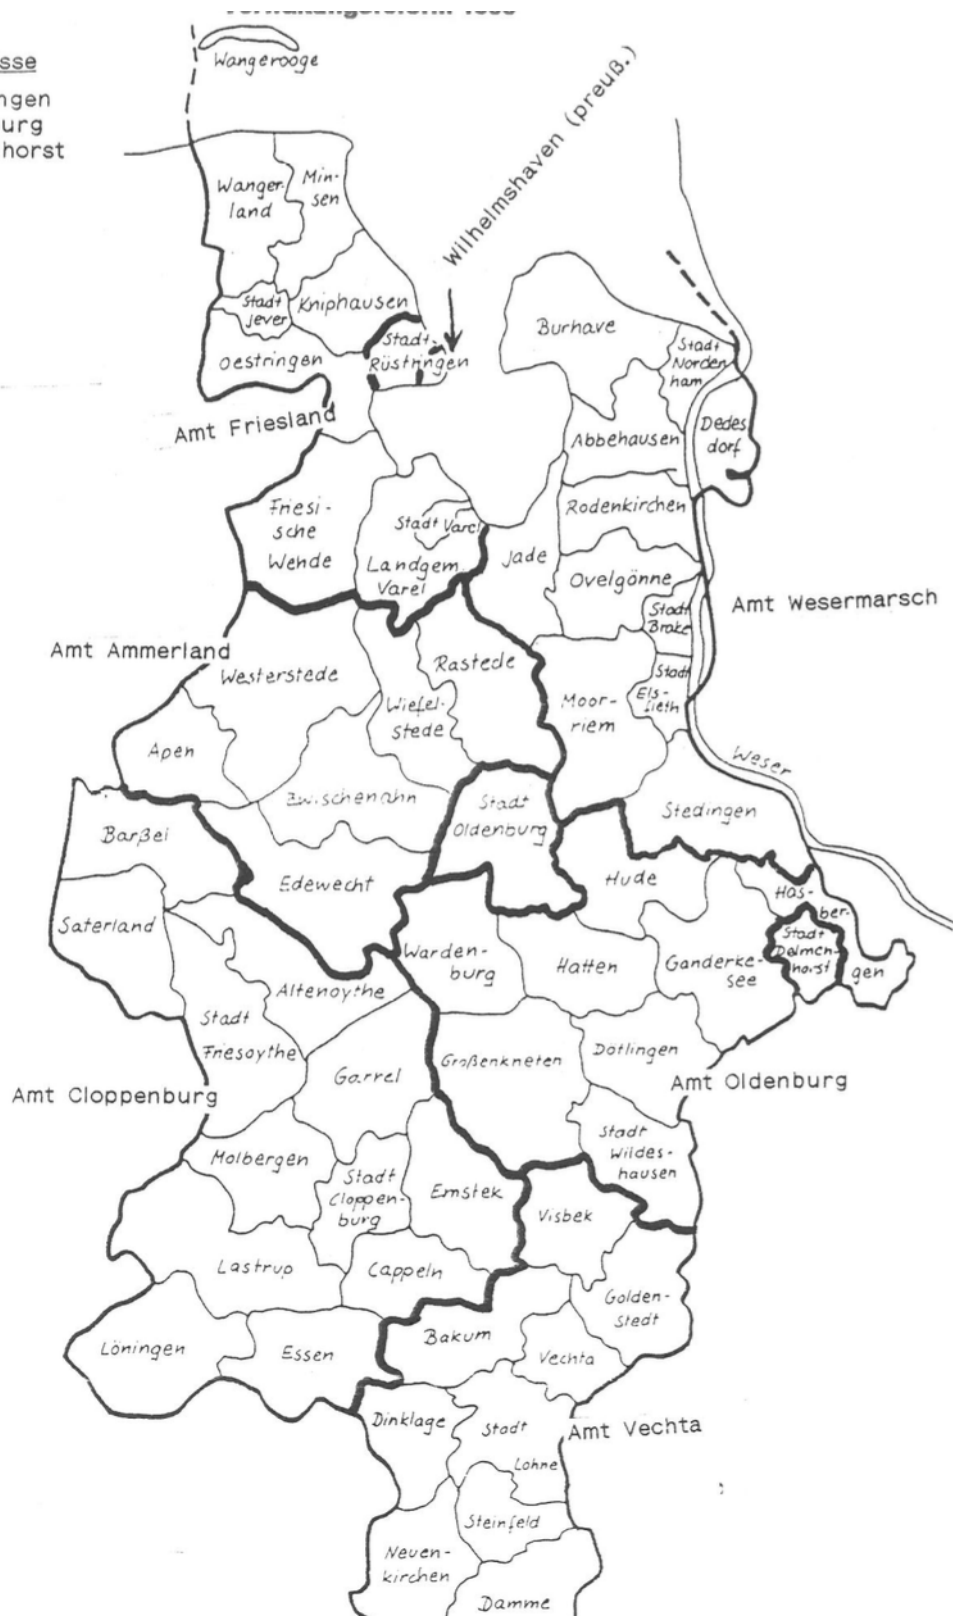 Wangerooge
sse
ngen
urg
horst
Wilhelmshaven (preuß.)
Wanger-
land
Min-
sen
Stadt
Jever
Kniphausen
Oestringen
Stadt-
Rüstringen
Burhave
Stadt
Norden
ham
Dedes
dorf
Amt Friesland
Abbehausen
Friesi-
sche
Wehde
Stadt Varel
Landgem.
Varel
Jade
Rodenkirchen
Ovelgönne
Stadt
Brake
Amt Wesermarsch
Amt Ammerland
Westerstede
Rastede
Wiefel-
stede
Moor-
riem
Stadt
Els-
fleth
Apen
Zwischenahn
Weser
Stadt
Oldenburg
Stedingen
Barßel
Edewecht
Hude
Has-
ber-
gen
Saterland
Warden-
burg
Hatten
Ganderke-
see
Stadt
Delmen-
horst
Altenoythe
Stadt
Friesoythe
Garrel
Großenkneten
Dötlingen
Amt Cloppenburg
Amt Oldenburg
Molbergen
Stadt
Cloppen-
burg
Emstek
Stadt
Wildes-
hausen
Visbek
Lastrup
Cappeln
Golden-
stedt
Löningen
Essen
Bakum
Vechta
Dinklage
Stadt
Lohne
Amt Vechta
Steinfeld
Neuen-
kirchen
Damme